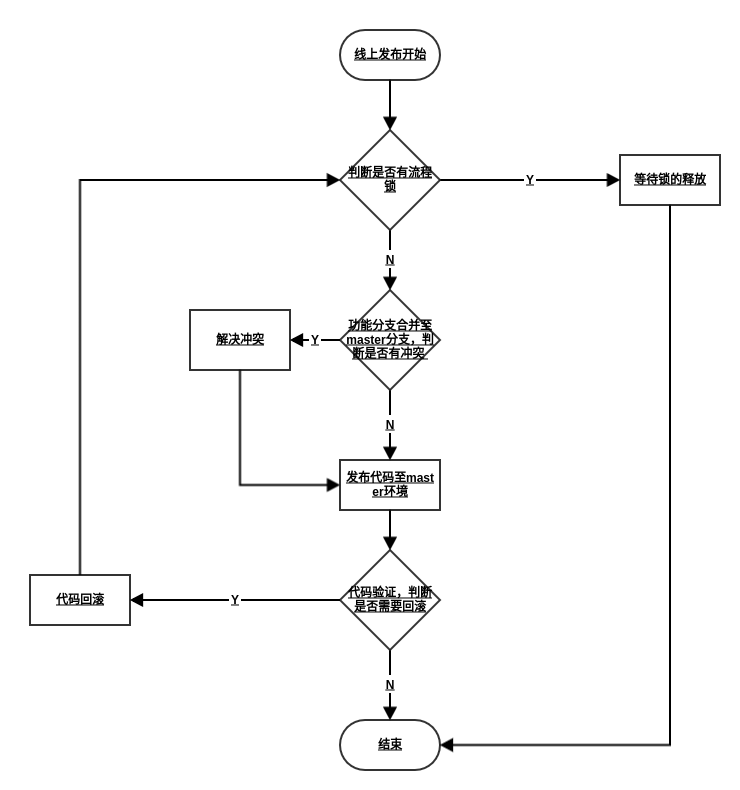 线上发布开始
判断是否有流程
锁
Y
等待锁的释放
N
功能分支合并至
master分支，判
断是否有冲突
Y
解决冲突
N
发布代码至mast
er环境
代码验证，判断
是否需要回滚
Y
代码回滚
N
结束